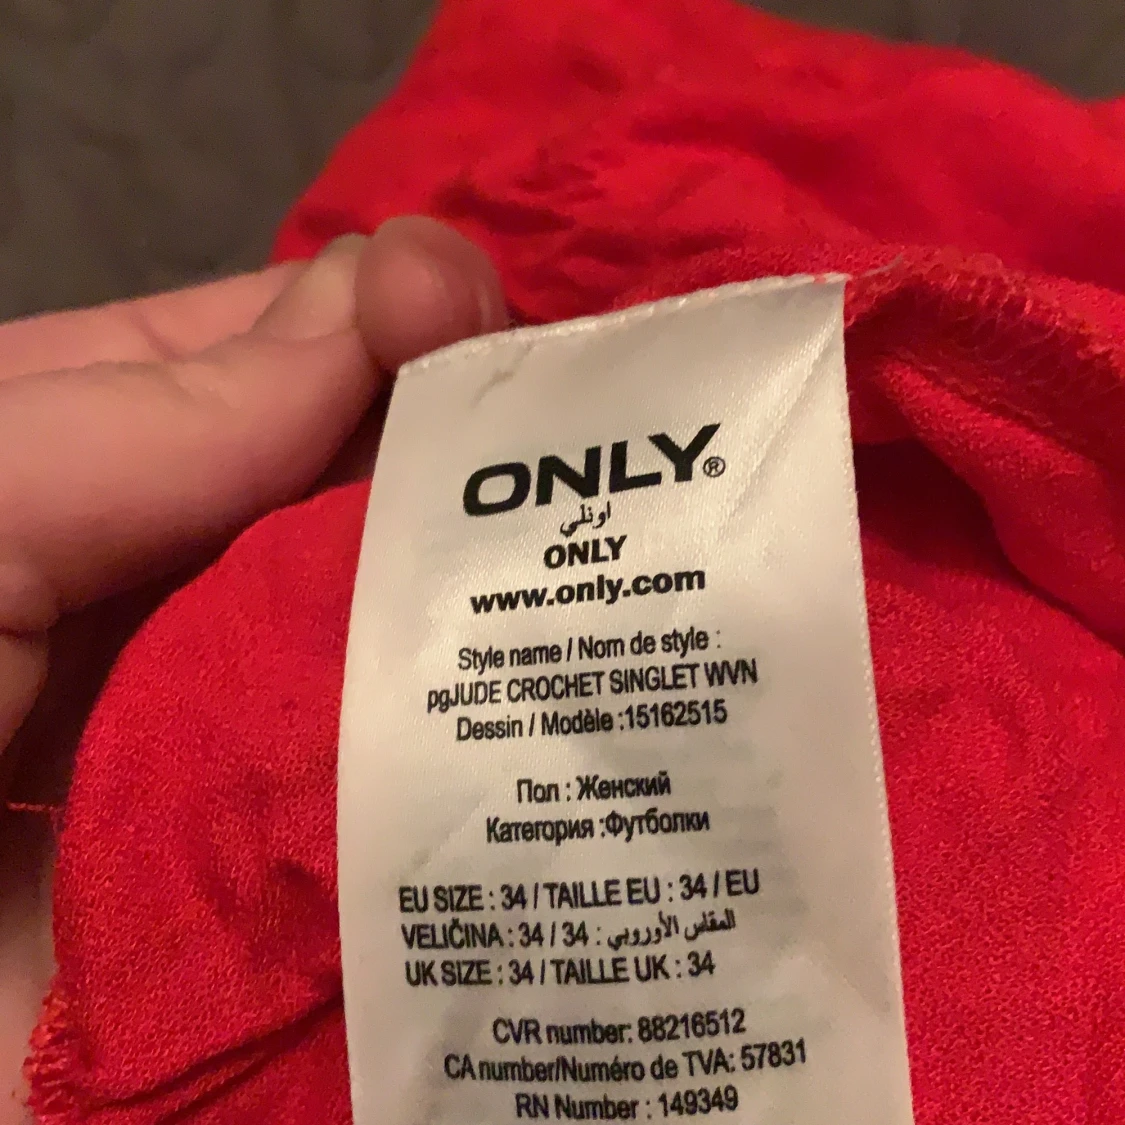 ONLY®
اونلي
ONLY
www.only.com
Style name / Nom de style :
pgJUDE CROCHET SINGLET WVN
Dessin / Modèle :15162515
Пол : Женский
Категория :Футболки
EU SIZE : 34 / TAILLE EU : 34 / EU
VELIČINA : 34 / 34 : المقاس الأوروبي
UK SIZE : 34 / TAILLE UK : 34
CVR number: 88216512
CA number/Numéro de TVA: 57831
RN Number : 149349